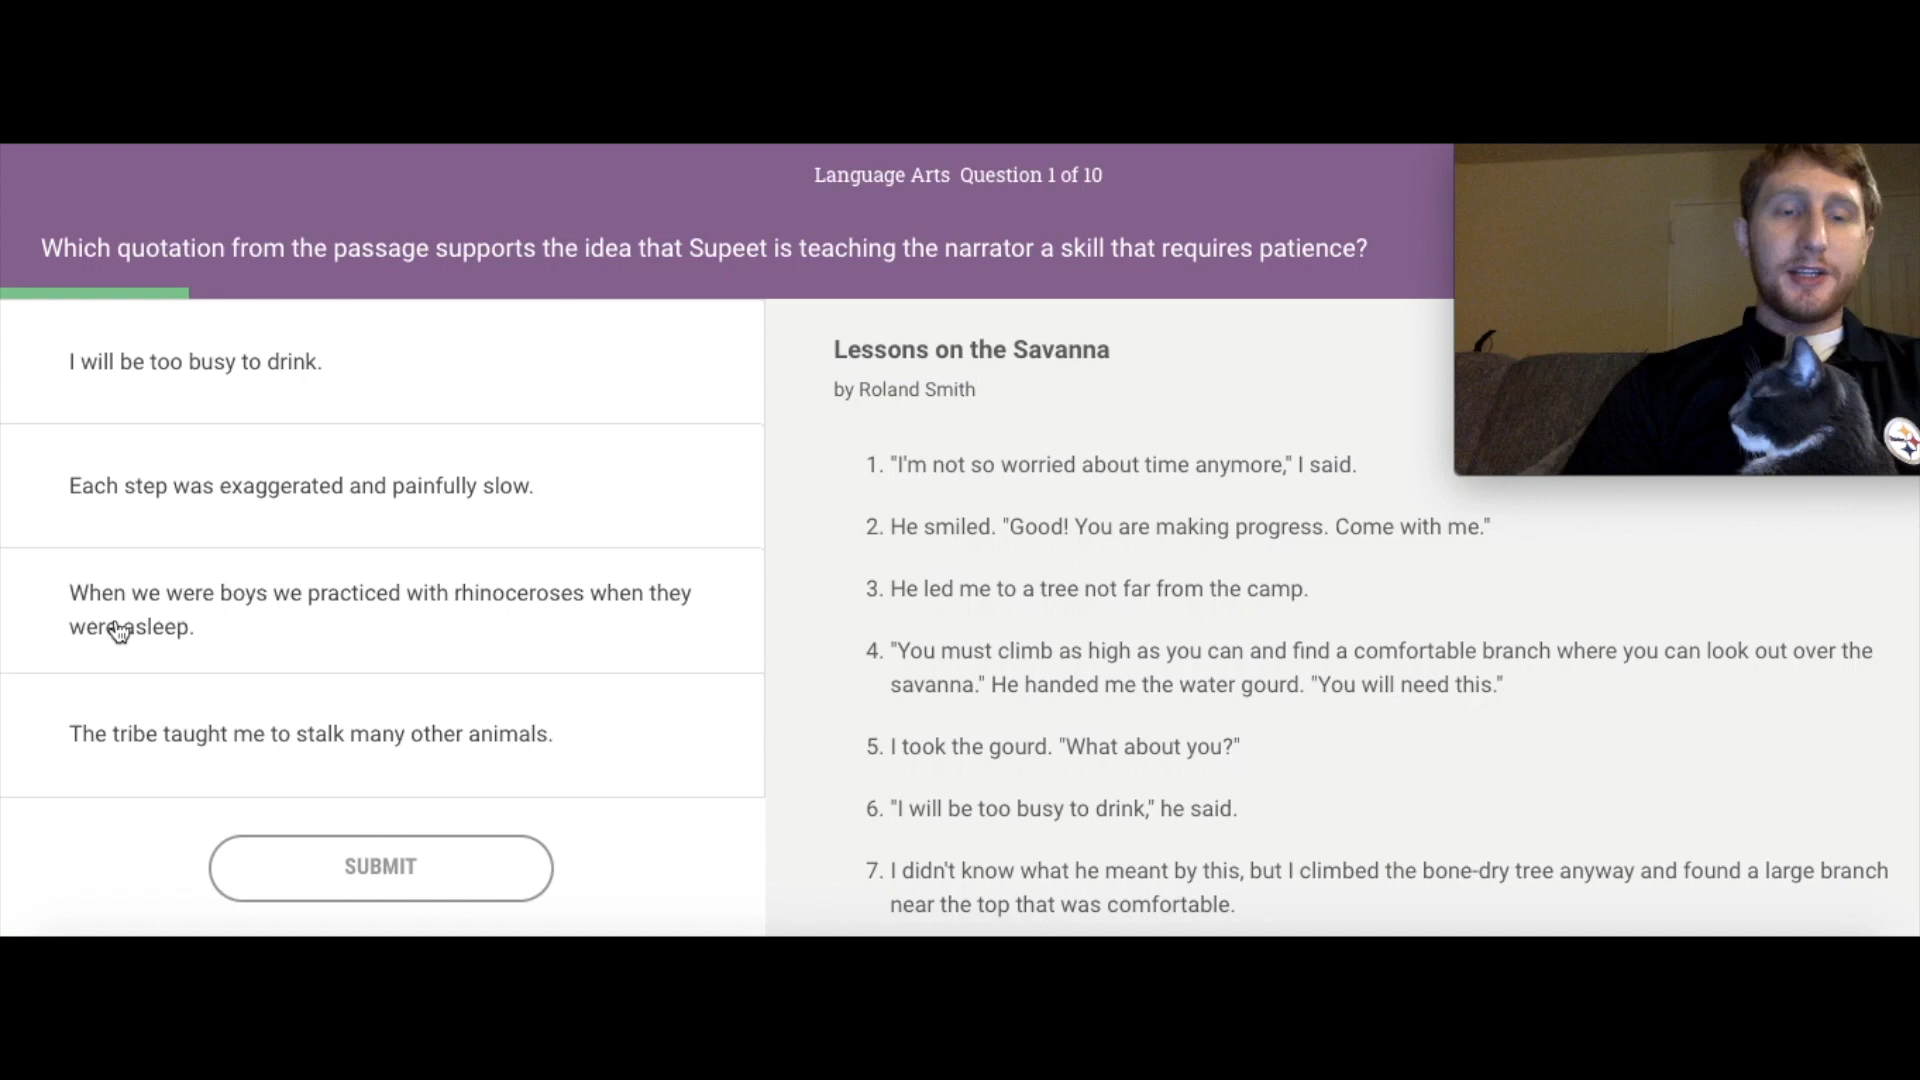 Language Arts Question 1 of 10
Which quotation from the passage supports the idea that Supeet is teaching the narrator a skill that requires patience?
I will be too busy to drink.
Each step was exaggerated and painfully slow.
When we were boys we practiced with rhinoceroses when they
were asleep.
The tribe taught me to stalk many other animals.
SUBMIT
Lessons on the Savanna
by Roland Smith
1. "I'm not so worried about time anymore," I said.
2. He smiled. "Good! You are making progress. Come with me."
3. He led me to a tree not far from the camp.
4. "You must climb as high as you can and find a comfortable branch where you can look out over the
savanna." He handed me the water gourd. "You will need this."
5. I took the gourd. "What about you?"
6. "I will be too busy to drink," he said.
7. I didn't know what he meant by this, but I climbed the bone-dry tree anyway and found a large branch
near the top that was comfortable.